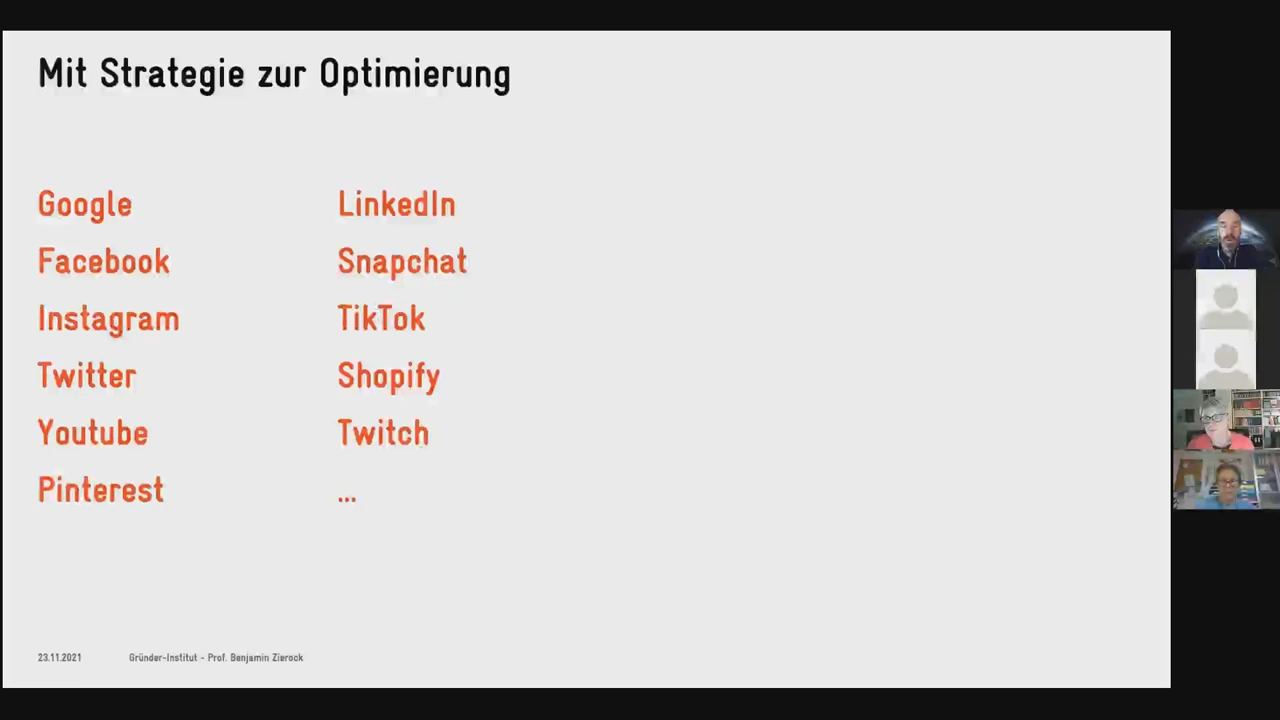 Mit Strategie zur Optimierung
Google
Facebook
Instagram
Twitter
Youtube
Pinterest
LinkedIn
Snapchat
TikTok
Shopify
Twitch
...
23.11.2021
Gründer-Institut - Prof. Benjamin Zierock